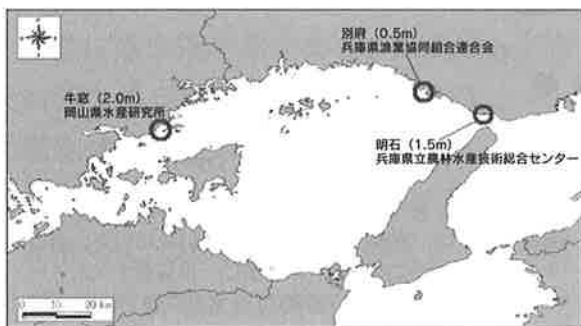 別府（0.5m）
兵庫県漁業協同組合連合会
牛窓（2.0m）
岡山県水産研究所
明石（1.5m）
兵庫県立農林水産技術総合センター
0 10 20 km